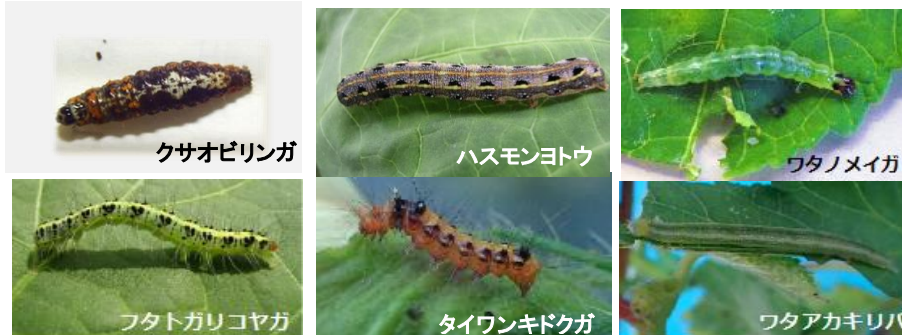 クサオビリンガ
ハスモンヨトウ
ワタノメイガ
フタトガリコヤガ
タイワンキドクガ
ワタアカキリバ